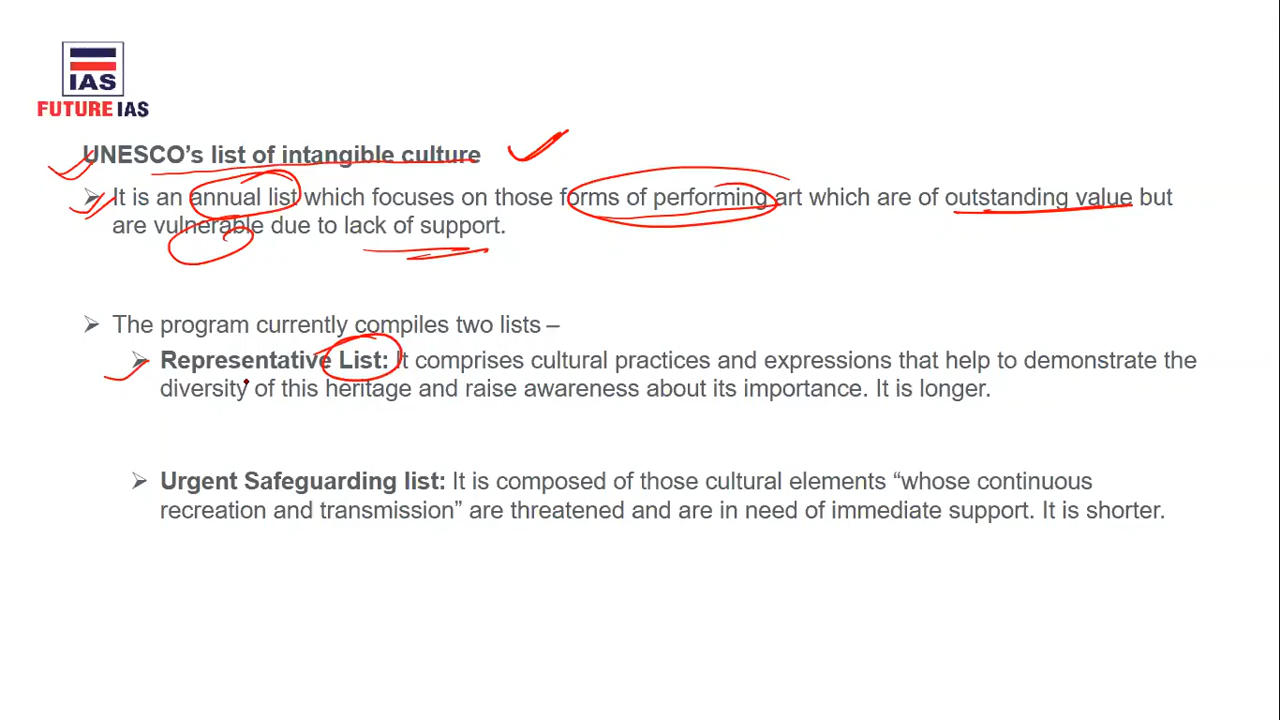 IAS
FUTURE IAS
UNESCO's list of intangible culture
It is an annual list which focuses on those forms of performing art which are of outstanding value but
are vulnerable due to lack of support.
The program currently compiles two lists –
Representative List: It comprises cultural practices and expressions that help to demonstrate the
diversity of this heritage and raise awareness about its importance. It is longer.
Urgent Safeguarding list: It is composed of those cultural elements “whose continuous
recreation and transmission” are threatened and are in need of immediate support. It is shorter.